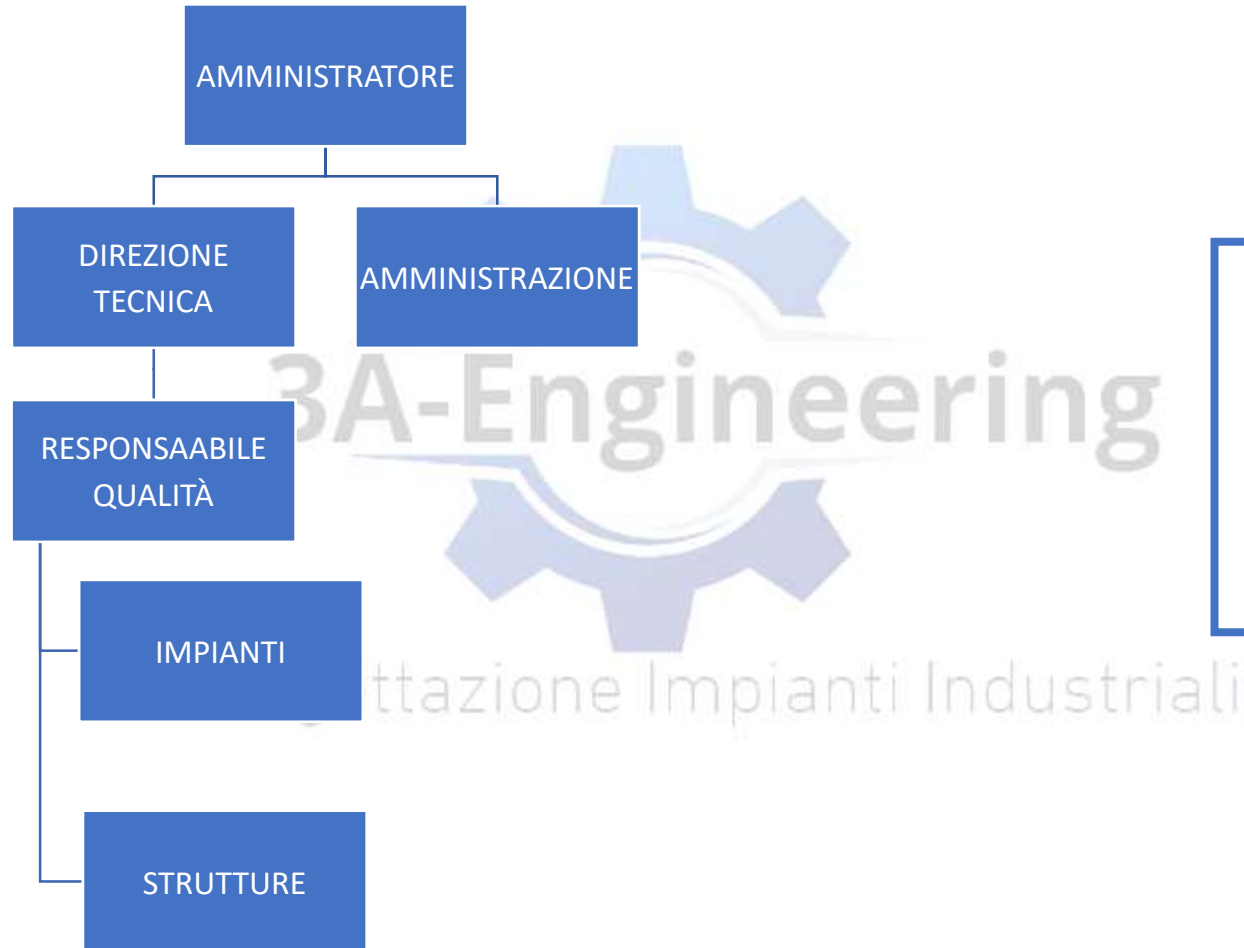 AMMINISTRATORE
DIREZIONE
TECNICA
AMMINISTRAZIONE
3A-Engineering
RESPONSAABILE
QUALITÀ
IMPIANTI
ttazione Impianti Industriali
STRUTTURE